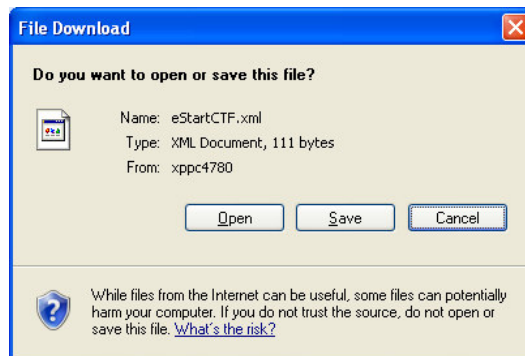 File Download
Do you want to open or save this file?
Name: eStartCTF.xml
Type: XML Document, 111 bytes
From: xppc4780
Open Save Cancel
While files from the Internet can be useful, some files can potentially
harm your computer. If you do not trust the source, do not open or
save this file. What's the risk?